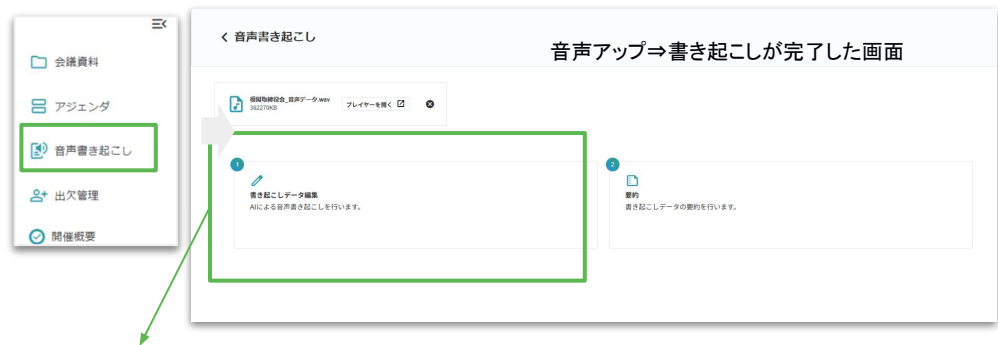 会議資料
アジェンダ
音声書き起こし
出欠管理
開催概要
音声書き起こし
音声アップ⇒書き起こしが完了した画面
模擬取締役会_音声データ.wav
362270KB
プレイヤーを開く
1
書き起こしデータ編集
AIによる音声書き起こしを行います。
2
要約
書き起こしデータの要約を行います。